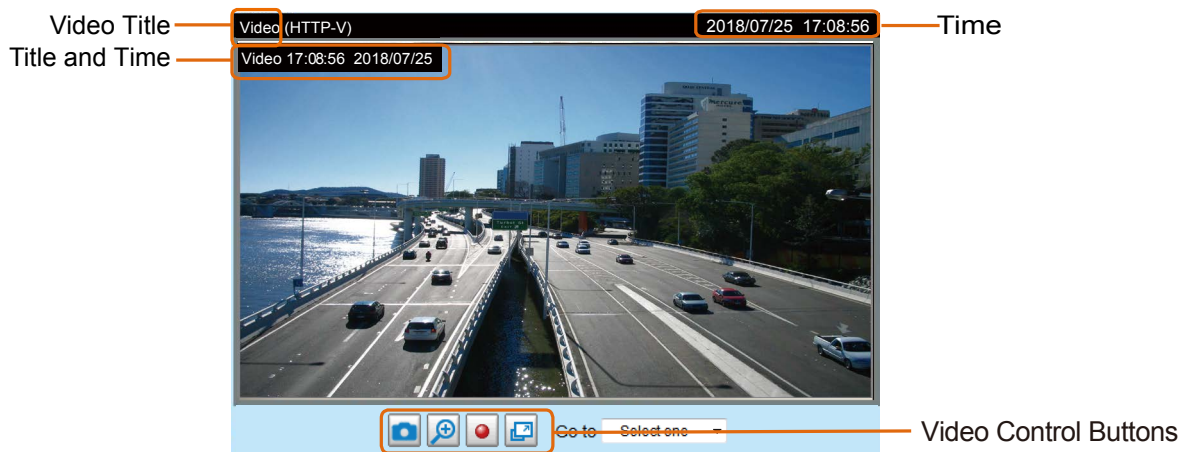 Video Title
Video (HTTP-V)
2018/07/25 17:08:56
Time
Title and Time
Video 17:08:56 2018/07/25
Mercure
Go to
Select one
Video Control Buttons